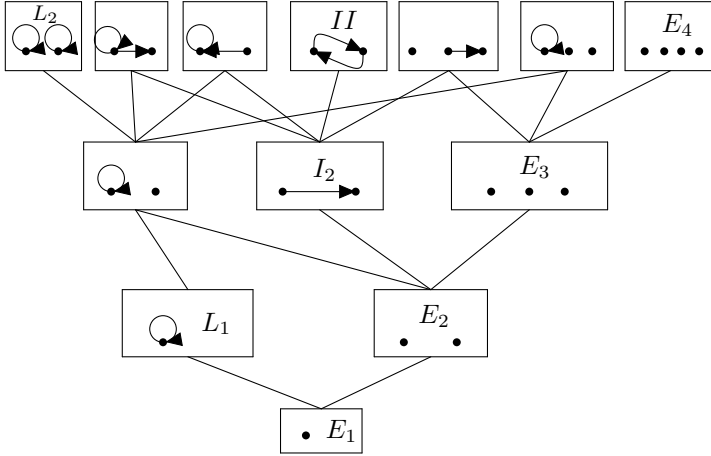 L₂ II E₄
I₂ E₃
L₁ E₂
E₁